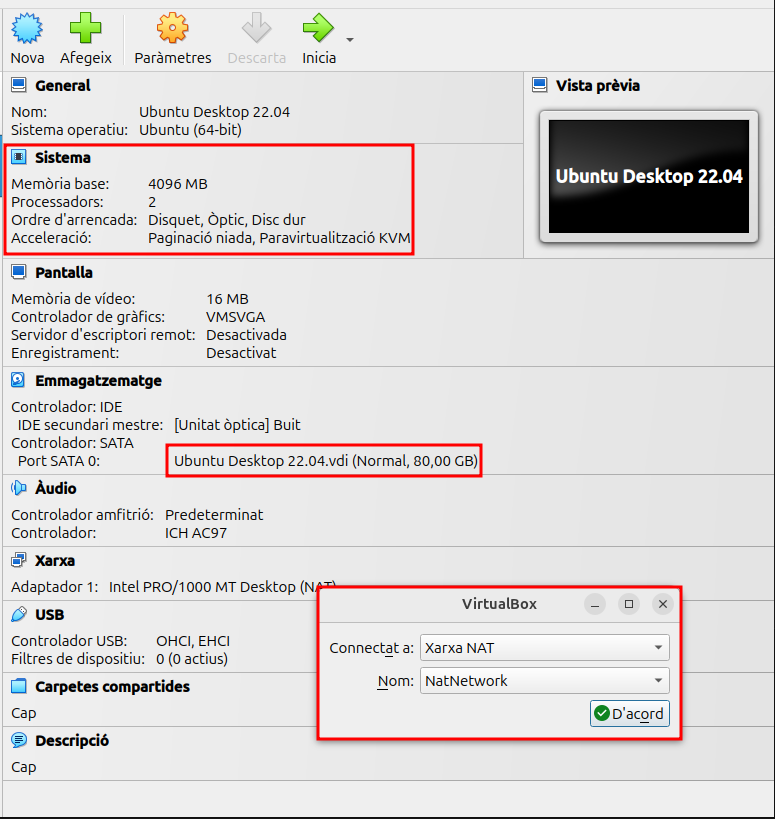 Nova Afegeix Paràmetres Descarta Inicia
General
Nom: Ubuntu Desktop 22.04
Sistema operatiu: Ubuntu (64-bit)
Vista prèvia
Ubuntu Desktop 22.04
Sistema
Memòria base: 4096 MB
Processadors: 2
Ordre d'arrencada: Disquet, Òptic, Disc dur
Acceleració: Paginació niada, Paravirtualització KVM
Pantalla
Memòria de vídeo: 16 MB
Controlador de gràfics: VMSVGA
Servidor d'escriptori remot: Desactivada
Enregistrament: Desactivat
Emmagatzematge
Controlador: IDE
IDE secundari mestre: [Unitat òptica] Buit
Controlador: SATA
Port SATA 0: Ubuntu Desktop 22.04.vdi (Normal, 80,00 GB)
Àudio
Controlador amfitrió: Predeterminat
Controlador: ICH AC97
Xarxa
Adaptador 1: Intel PRO/1000 MT Desktop (NAT)
USB
Controlador USB: OHCI, EHCI
Filtres de dispositiu: 0 (0 actius)
Carpetes compartides
Cap
Descripció
Cap
VirtualBox
Connectat a: Xarxa NAT
Nom: NatNetwork
D'acord